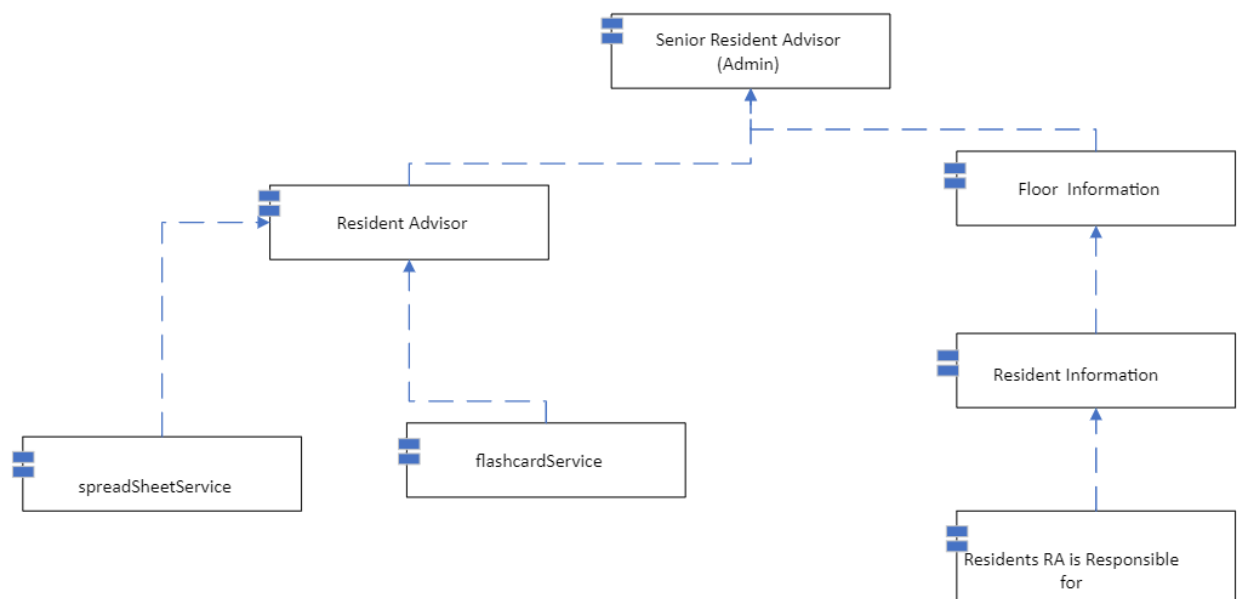 Senior Resident Advisor
(Admin)
Floor Information
Resident Advisor
Resident Information
flashcardService
spreadSheetService
Residents RA is Responsible
for